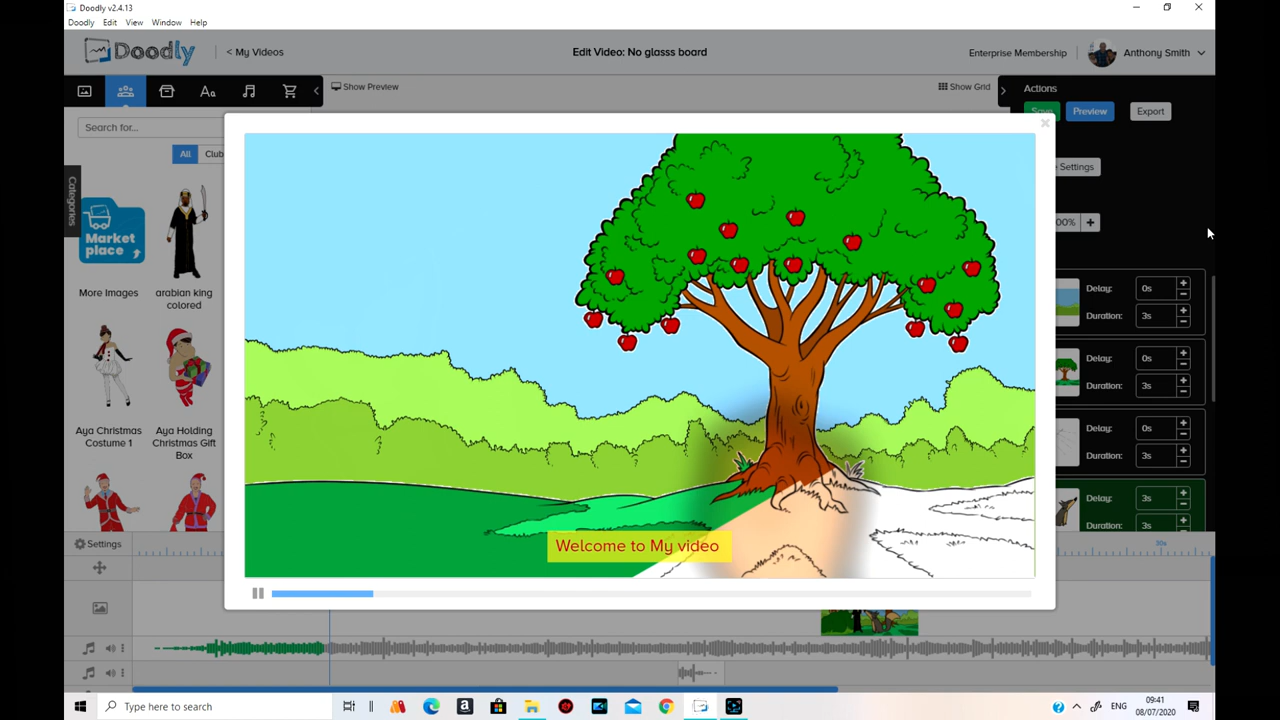 Doodly v2.4.13
Doodly Edit View Window Help
Doodly
< My Videos
Edit Video: No glasss board
Enterprise Membership
Anthony Smith
Show Preview
Show Grid
Actions
Save
Preview
Export
Search for...
All
Club
Settings
00%
Categories
Market
place
More Images
arabian king
colored
Delay: 0s
Duration: 3s
Delay: 0s
Duration: 3s
Aya Christmas
Costume 1
Aya Holding
Christmas Gift
Box
Delay: 0s
Duration: 3s
Delay: 3s
Duration: 3s
Welcome to My video
Settings
30s
Type here to search
ENG
09:41
08/07/2020